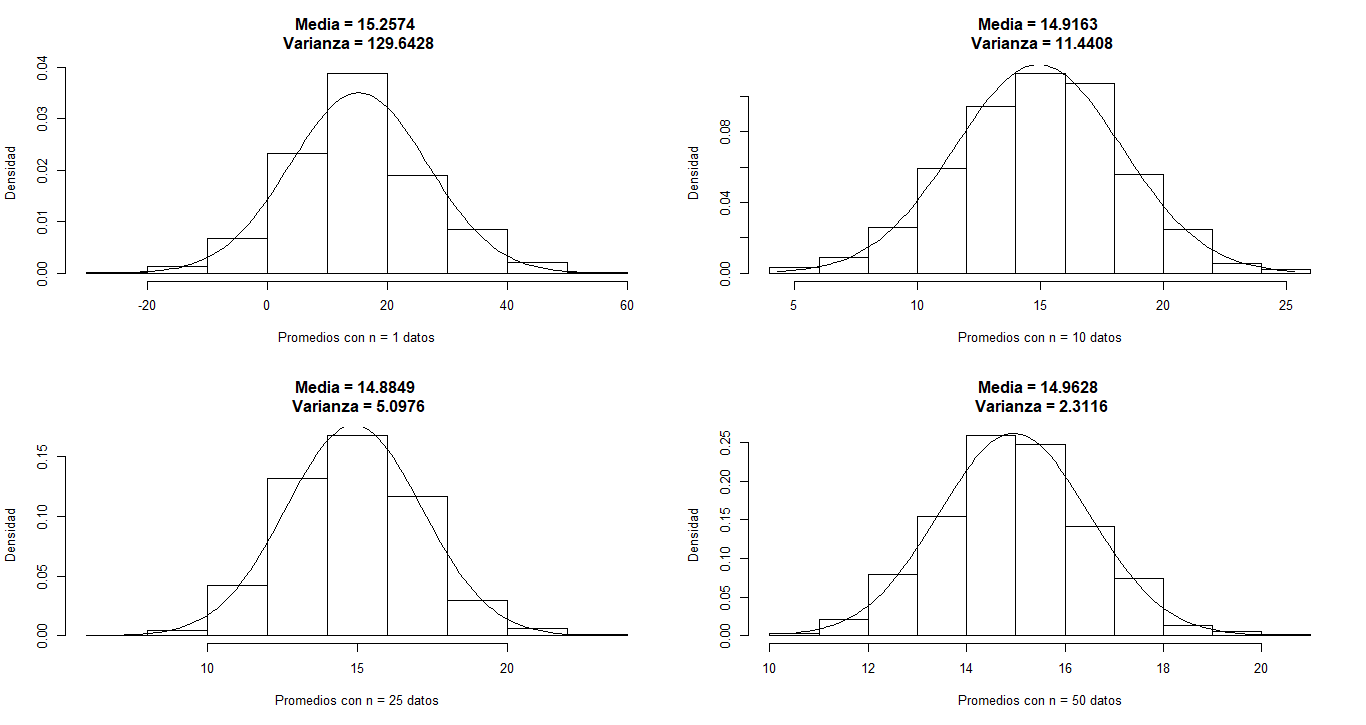 Media = 15.2574
Varianza = 129.6428
Densidad
0.00
0.01
0.02
0.03
0.04
-20 0 20 40 60
Promedios con n = 1 datos
Media = 14.9163
Varianza = 11.4408
Densidad
0.00
0.04
0.08
5 10 15 20 25
Promedios con n = 10 datos
Media = 14.8849
Varianza = 5.0976
Densidad
0.00
0.05
0.10
0.15
10 15 20
Promedios con n = 25 datos
Media = 14.9628
Varianza = 2.3116
Densidad
0.00
0.05
0.10
0.15
0.20
0.25
10 12 14 16 18 20
Promedios con n = 50 datos